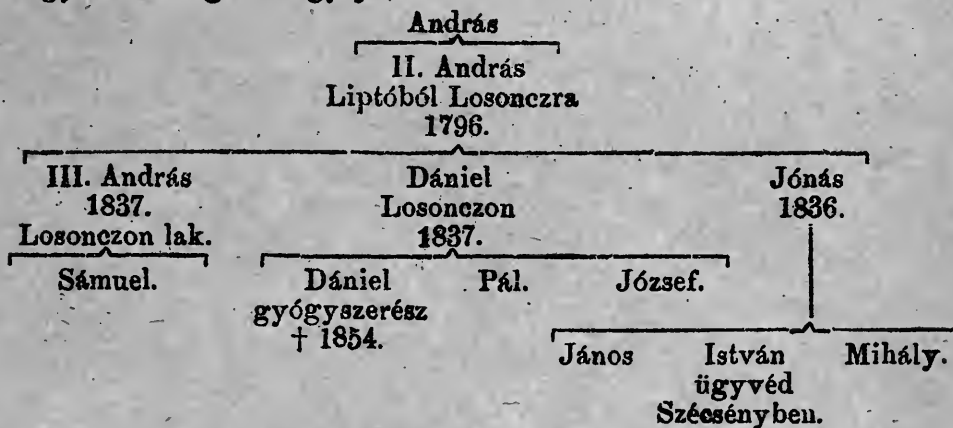 András
II. András
Liptóból Losonczra
1796.
III. András Dániel Jónás
1837. Losonczon 1836.
Losonczon lak. 1837.
Sámuel. Dániel Pál. József.
gyógyszerész
† 1854.
János István Mihály.
ügyvéd
Szécsényben.